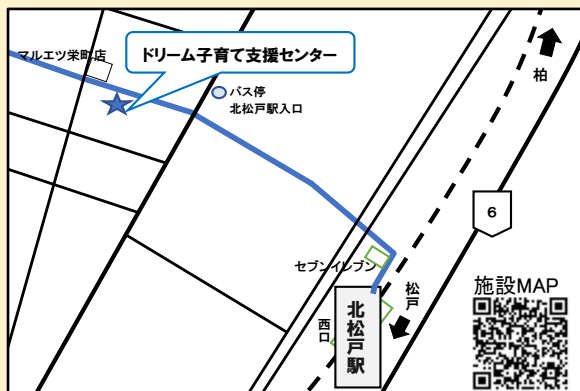 マルエツ栄町店
ドリーム子育て支援センター
バス停
北松戸駅入口
柏
6
セブンイレブン
松戸
施設MAP
西口
北松戸駅